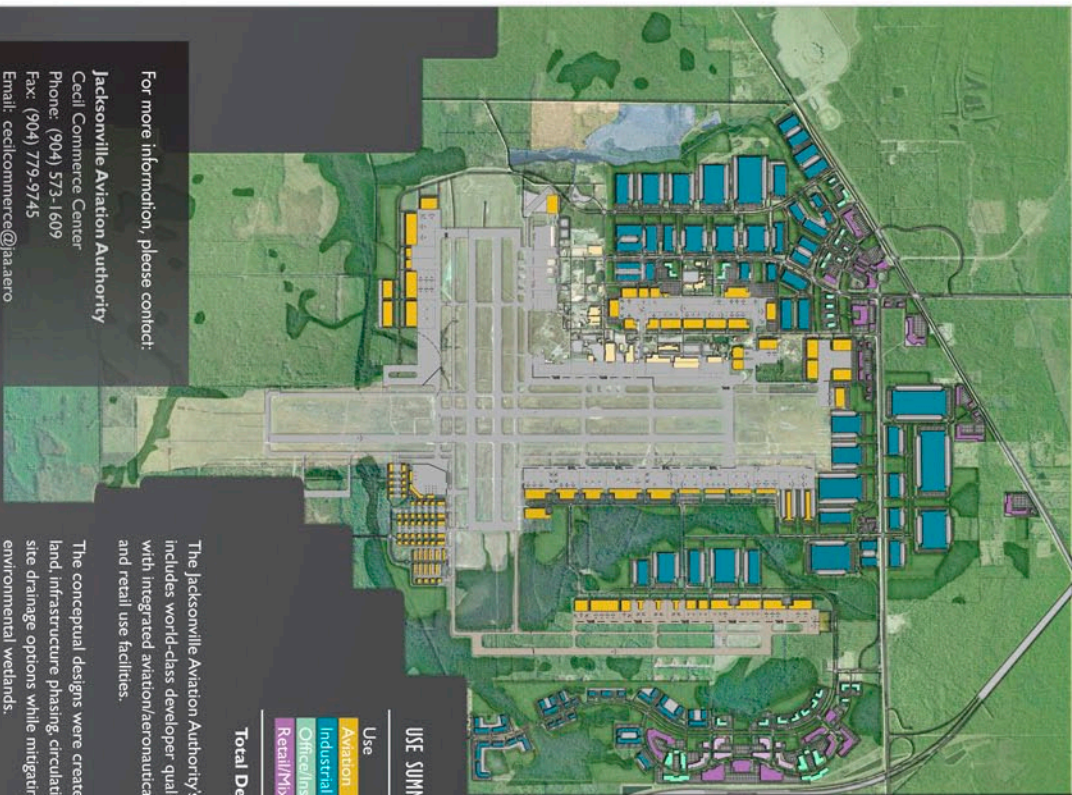 For more information, please contact:
Jacksonville Aviation Authority
Cecil Commerce Center
Phone: (904) 573-1609
Fax: (904) 779-9745
Email: cecilcommerce@jaa.aero
The Jacksonville Aviation Authority's
includes world-class developer qual
with integrated aviation/aeronautica
and retail use facilities.
The conceptual designs were create
land, infrastructure phasing, circulati
site drainage options while mitigatin
environmental wetlands.
USE SUMM
Use
Aviation
Industrial
Office/Ins
Retail/Mix
Total De